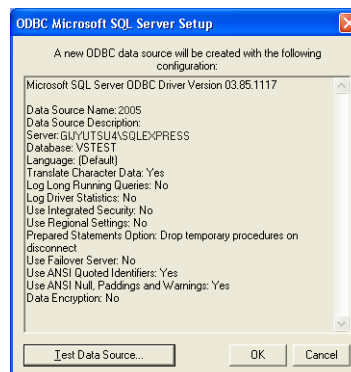 ODBC Microsoft SQL Server Setup
A new ODBC data source will be created with the following
configuration:
Microsoft SQL Server ODBC Driver Version 03.85.1117
Data Source Name: 2005
Data Source Description:
Server: GIJYUTSU4\SQLEXPRESS
Database: VSTEST
Language: (Default)
Translate Character Data: Yes
Log Long Running Queries: No
Log Driver Statistics: No
Use Integrated Security: No
Use Regional Settings: No
Prepared Statements Option: Drop temporary procedures on
disconnect
Use Failover Server: No
Use ANSI Quoted Identifiers: Yes
Use ANSI Null, Paddings and Warnings: Yes
Data Encryption: No
Test Data Source...
OK
Cancel